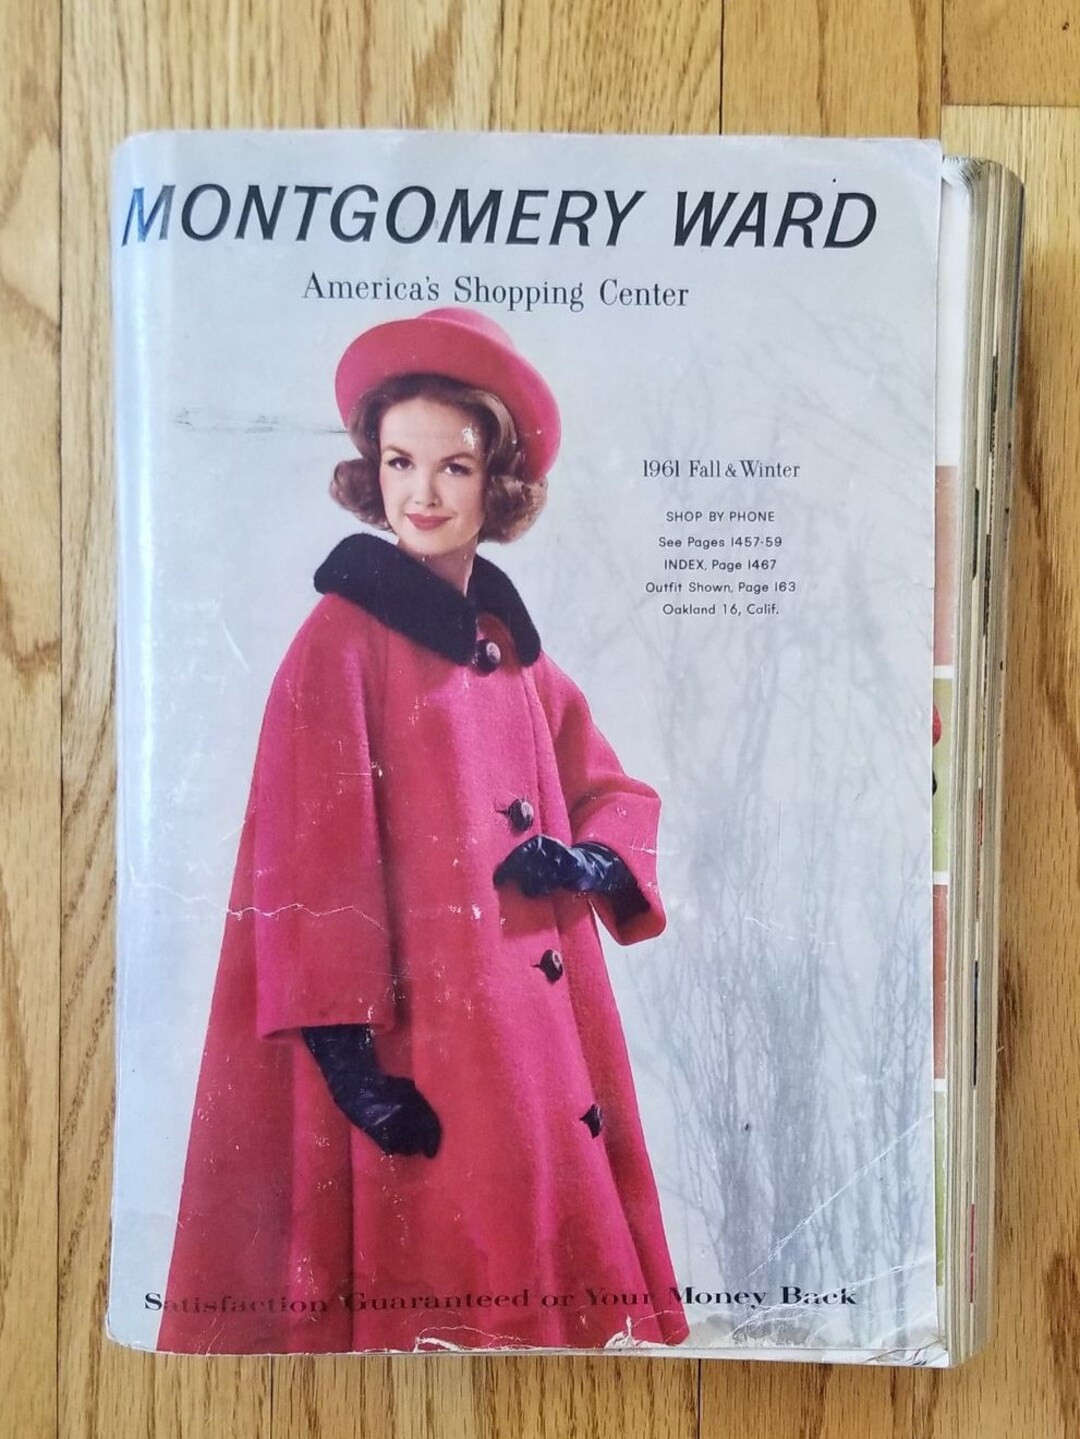 MONTGOMERY WARD
America's Shopping Center
1961 Fall & Winter
SHOP BY PHONE
See Pages 1457-59
INDEX, Page 1467
Outfit Shown, Page 163
Oakland 16, Calif.
Satisfaction Guaranteed or Your Money Back